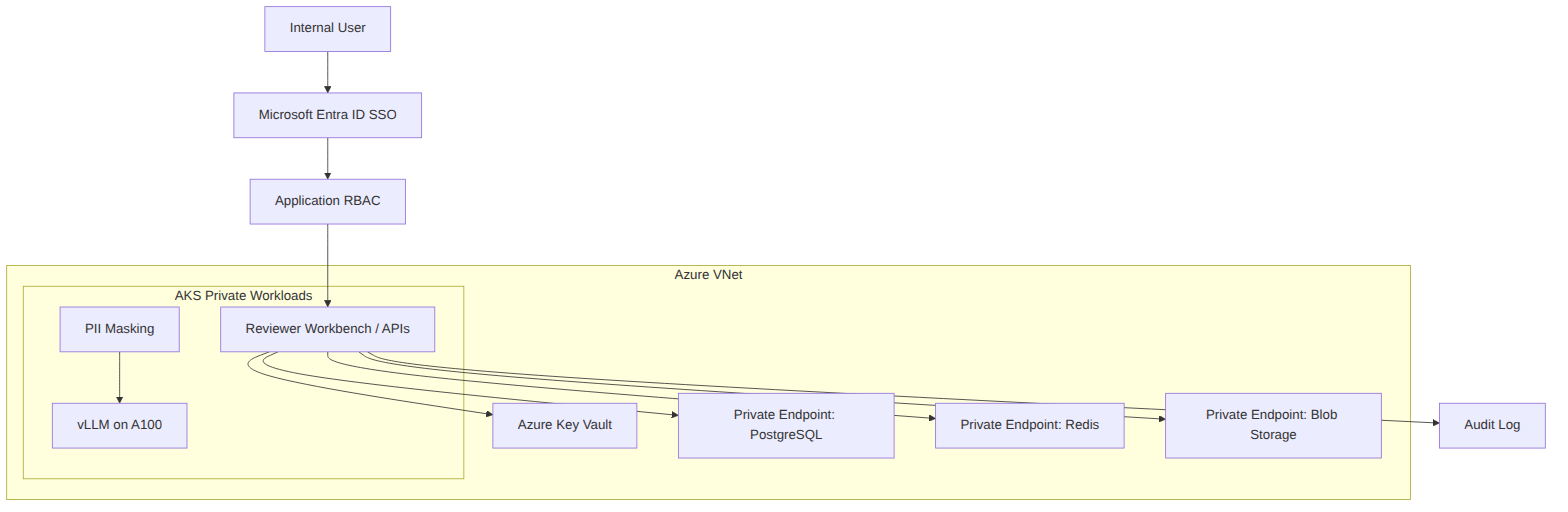 Internal User
Microsoft Entra ID SSO
Application RBAC
Azure VNet
AKS Private Workloads
PII Masking
Reviewer Workbench / APIs
vLLM on A100
Azure Key Vault
Private Endpoint:
PostgreSQL
Private Endpoint: Redis
Private Endpoint: Blob
Storage
Audit Log